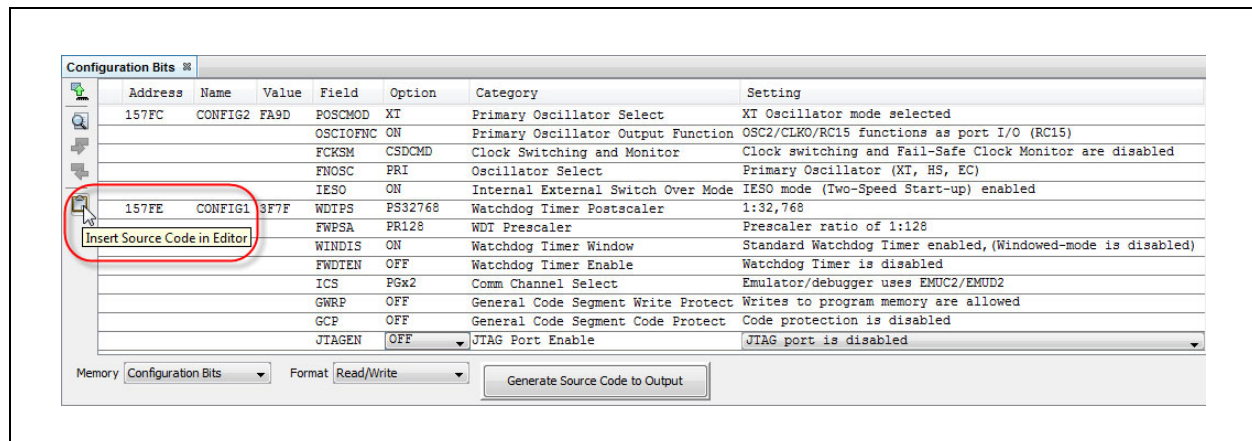 Configuration Bits
Address Name Value Field Option Category Setting
157FC CONFIG2 FA9D POSCMOD XT Primary Oscillator Select XT Oscillator mode selected
OSCIOFNC ON Primary Oscillator Output Function OSC2/CLKO/RC15 functions as port I/O (RC15)
FCKSM CSDCMD Clock Switching and Monitor Clock switching and Fail-Safe Clock Monitor are disabled
FNOSC PRI Oscillator Select Primary Oscillator (XT, HS, EC)
IESO ON Internal External Switch Over Mode IESO mode (Two-Speed Start-up) enabled
157FE CONFIG1 3F7F WDTPS PS32768 Watchdog Timer Postscaler 1:32,768
FWPSA PR128 WDT Prescaler Prescaler ratio of 1:128
Insert Source Code in Editor WINDIS ON Watchdog Timer Window Standard Watchdog Timer enabled,(Windowed-mode is disabled)
FWDTEN OFF Watchdog Timer Enable Watchdog Timer is disabled
ICS PGx2 Comm Channel Select Emulator/debugger uses EMUC2/EMUD2
GWRP OFF General Code Segment Write Protect Writes to program memory are allowed
GCP OFF General Code Segment Code Protect Code protection is disabled
JTAGEN OFF JTAG Port Enable JTAG port is disabled
Memory Configuration Bits Format Read/Write Generate Source Code to Output